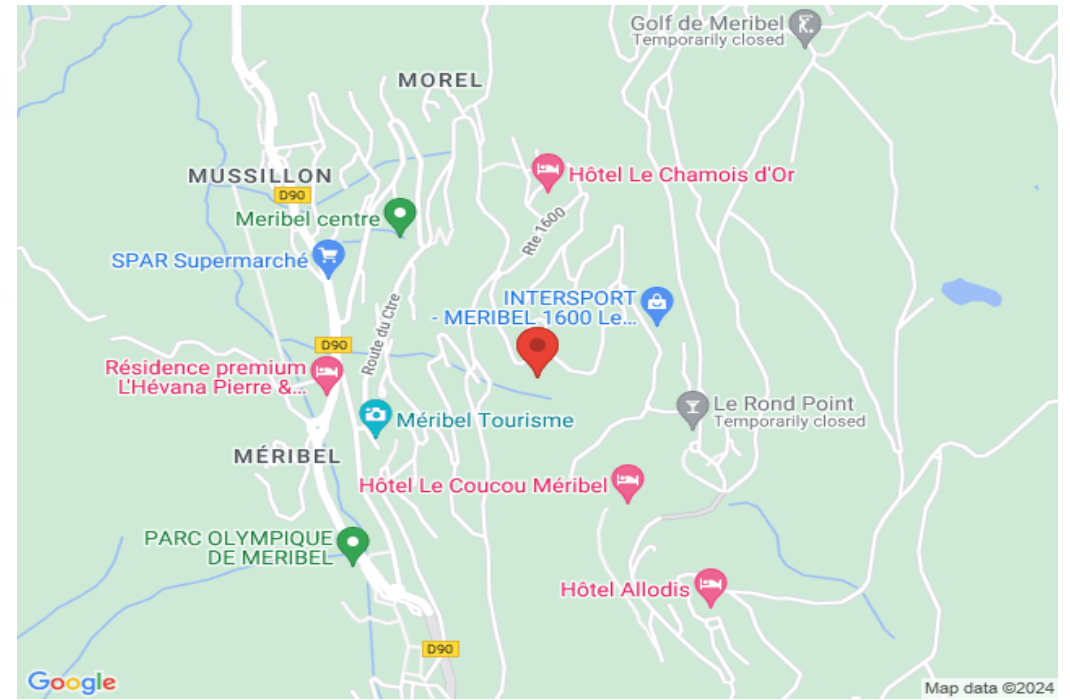 Golf de Meribel
Temporarily closed
MOREL
Hôtel Le Chamois d'Or
MUSSILLON
D90
Meribel centre
Rte 1600
SPAR Supermarché
INTERSPORT
- MERIBEL 1600 Le...
Route du Ctre
D90
Résidence premium
L'Hévana Pierre &...
Le Rond Point
Temporarily closed
Méribel Tourisme
MÉRIBEL
Hôtel Le Coucou Méribel
PARC OLYMPIQUE
DE MERIBEL
Hôtel Allodis
D90
Google
Map data ©2024